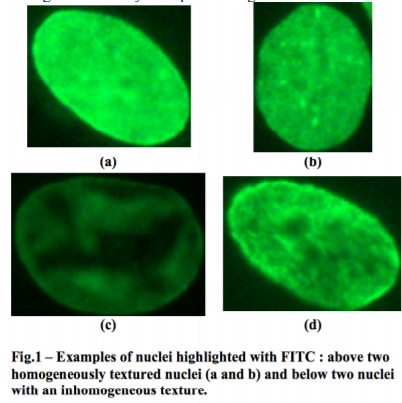 (a)
(b)
(c)
(d)
Fig.1 – Examples of nuclei highlighted with FITC : above two
homogeneously textured nuclei (a and b) and below two nuclei
with an inhomogeneous texture.